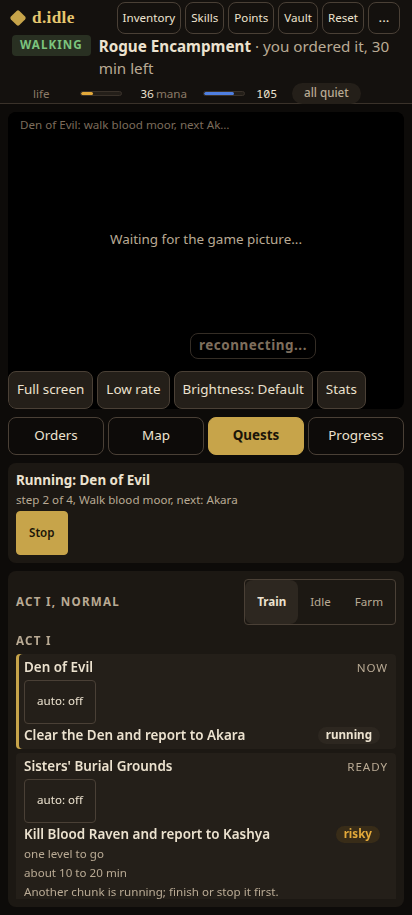 d.idle
Inventory Skills Points Vault Reset ...
WALKING Rogue Encampment · you ordered it, 30
min left
life 36 mana 105 all quiet
Den of Evil: walk blood moor, next Ak...
Waiting for the game picture...
reconnecting...
Full screen Low rate Brightness: Default Stats
Orders Map Quests Progress
Running: Den of Evil
step 2 of 4, Walk blood moor, next: Akara
Stop
ACT I, NORMAL Train Idle Farm
ACT I
Den of Evil NOW
auto: off
Clear the Den and report to Akara running
Sisters' Burial Grounds READY
auto: off
Kill Blood Raven and report to Kashya risky
one level to go
about 10 to 20 min
Another chunk is running; finish or stop it first.